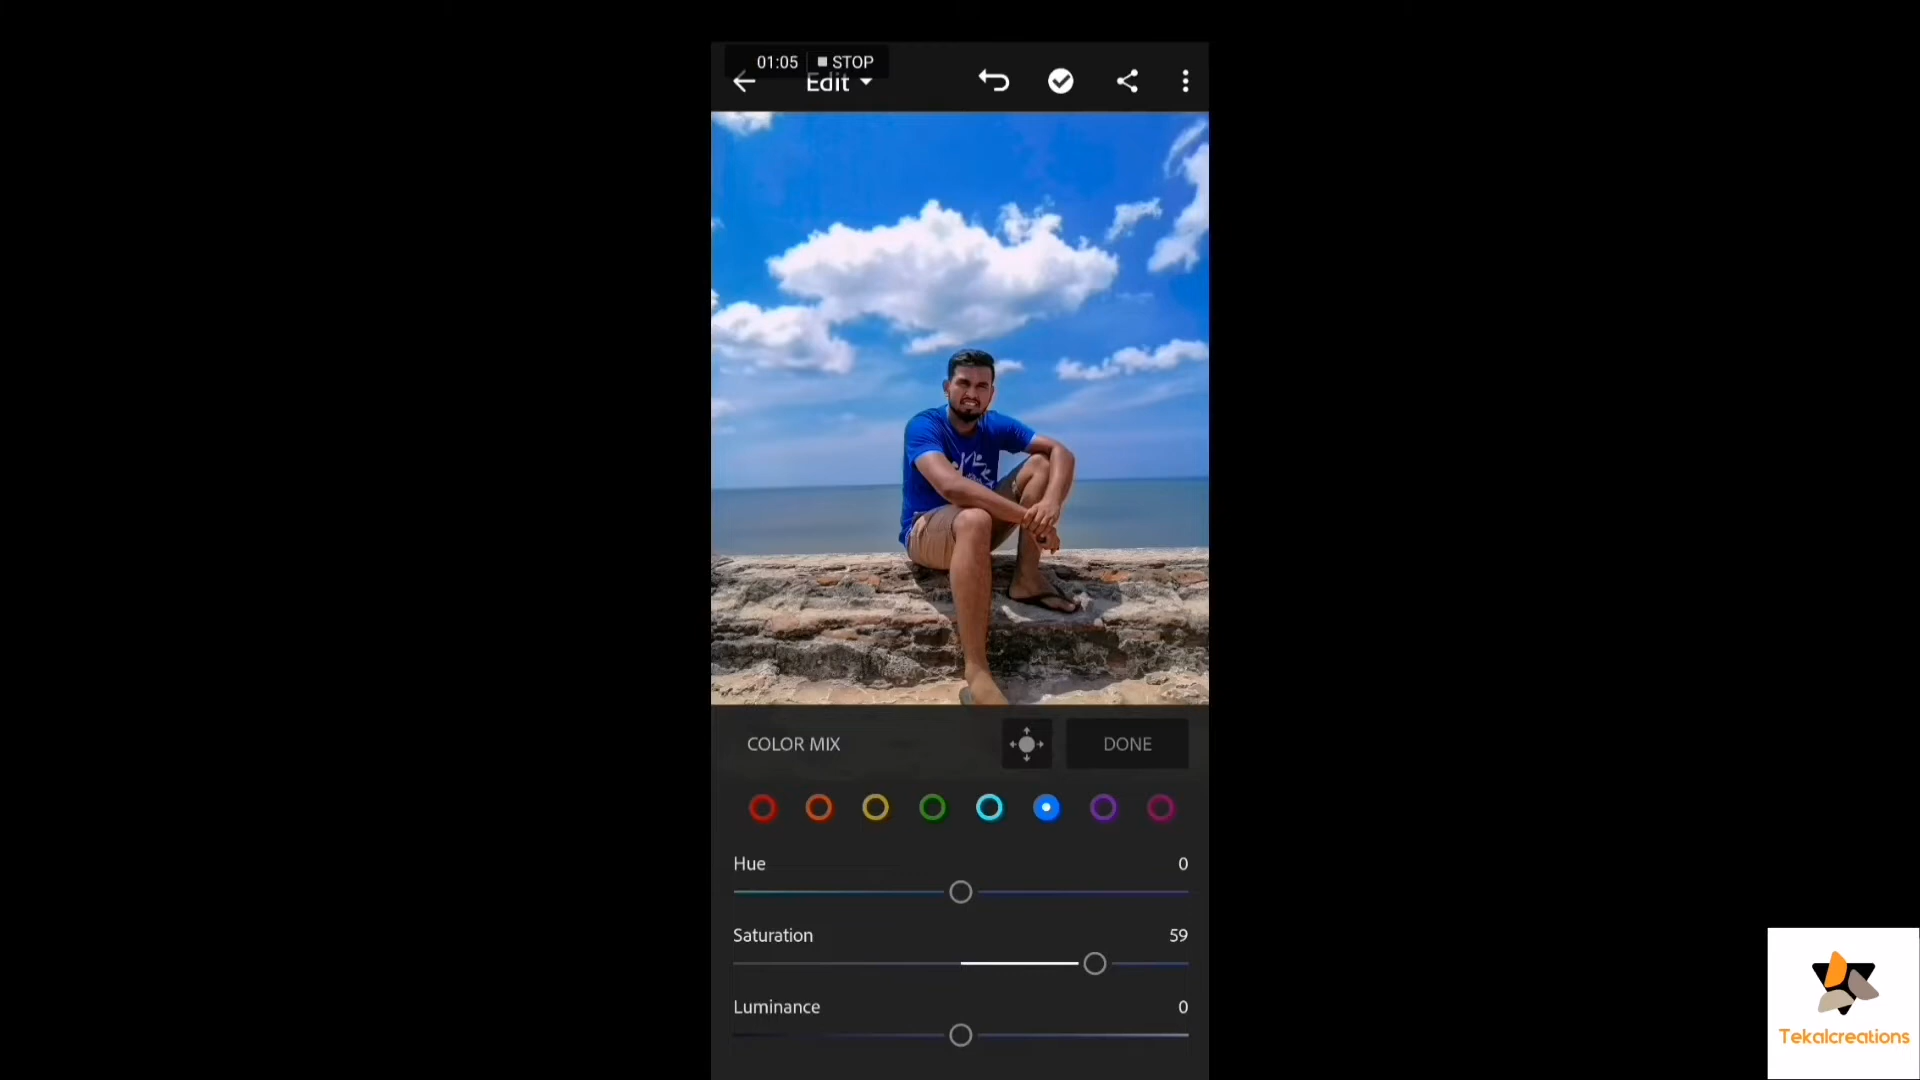 01:05 STOP
Edit
COLOR MIX DONE
Hue 0
Saturation 59
Luminance 0
Tekalcreations